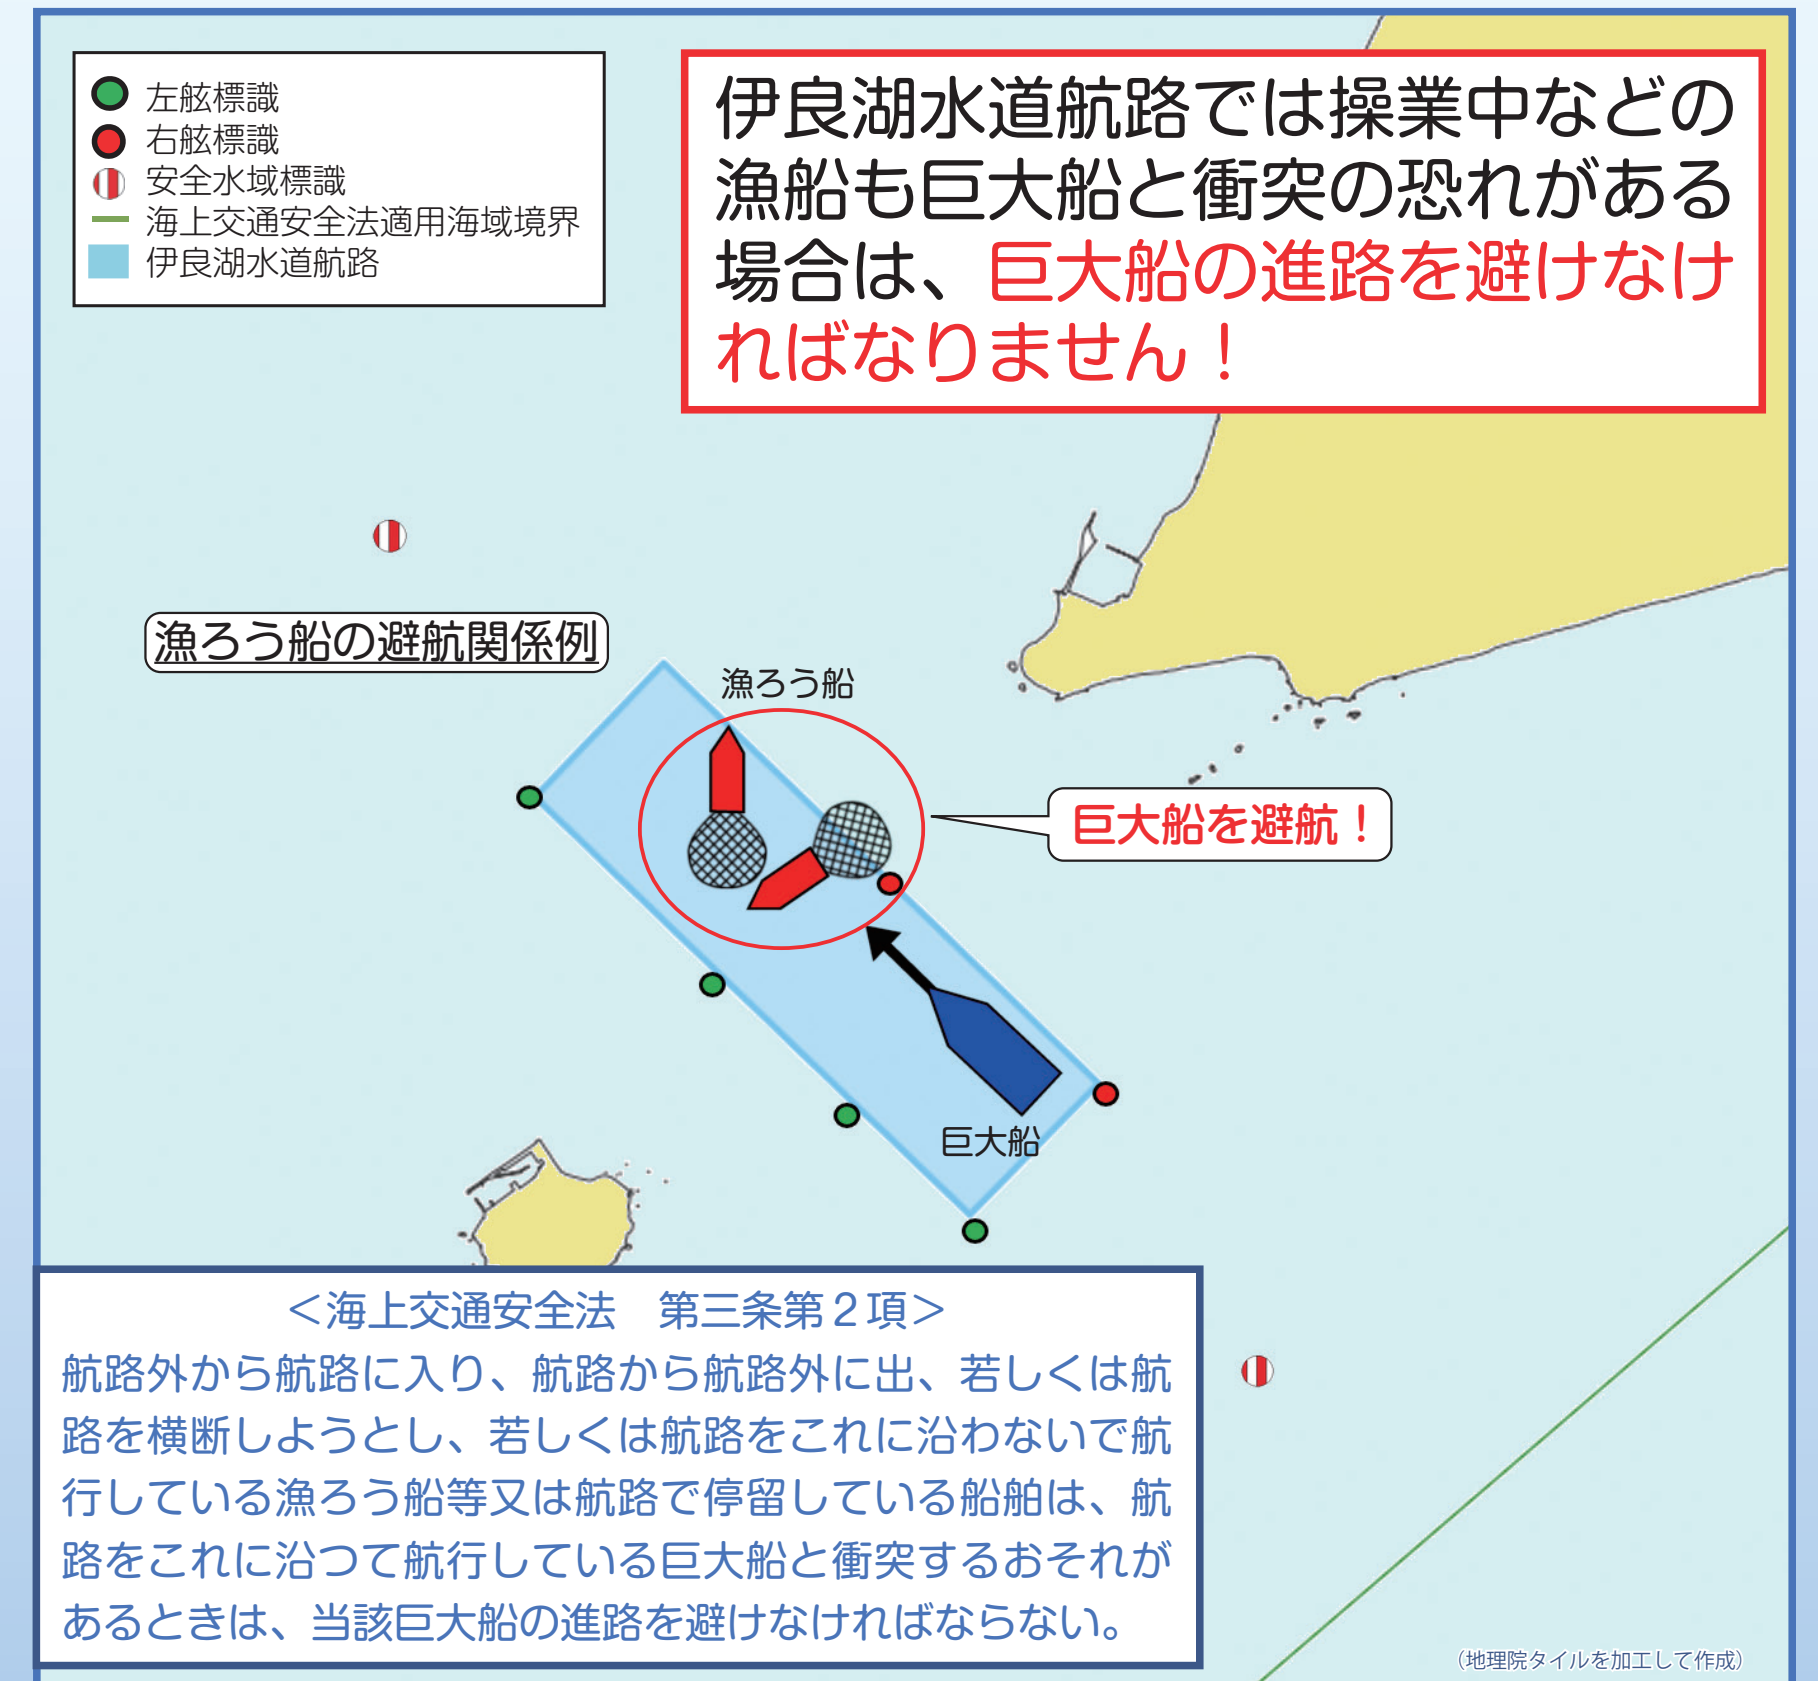 左舷標識
右舷標識
安全水域標識
海上交通安全法適用海域境界
伊良湖水道航路
伊良湖水道航路では操業中などの
漁船も巨大船と衝突の恐れがある
場合は、巨大船の進路を避けなけ
ればなりません！
漁ろう船の避航関係例
漁ろう船
巨大船を避航！
巨大船
＜海上交通安全法　第三条第２項＞
航路外から航路に入り、航路から航路外に出、若しくは航
路を横断しようとし、若しくは航路をこれに沿わないで航
行している漁ろう船等又は航路で停留している船舶は、航
路をこれに沿つて航行している巨大船と衝突するおそれが
あるときは、当該巨大船の進路を避けなければならない。
（地理院タイルを加工して作成）